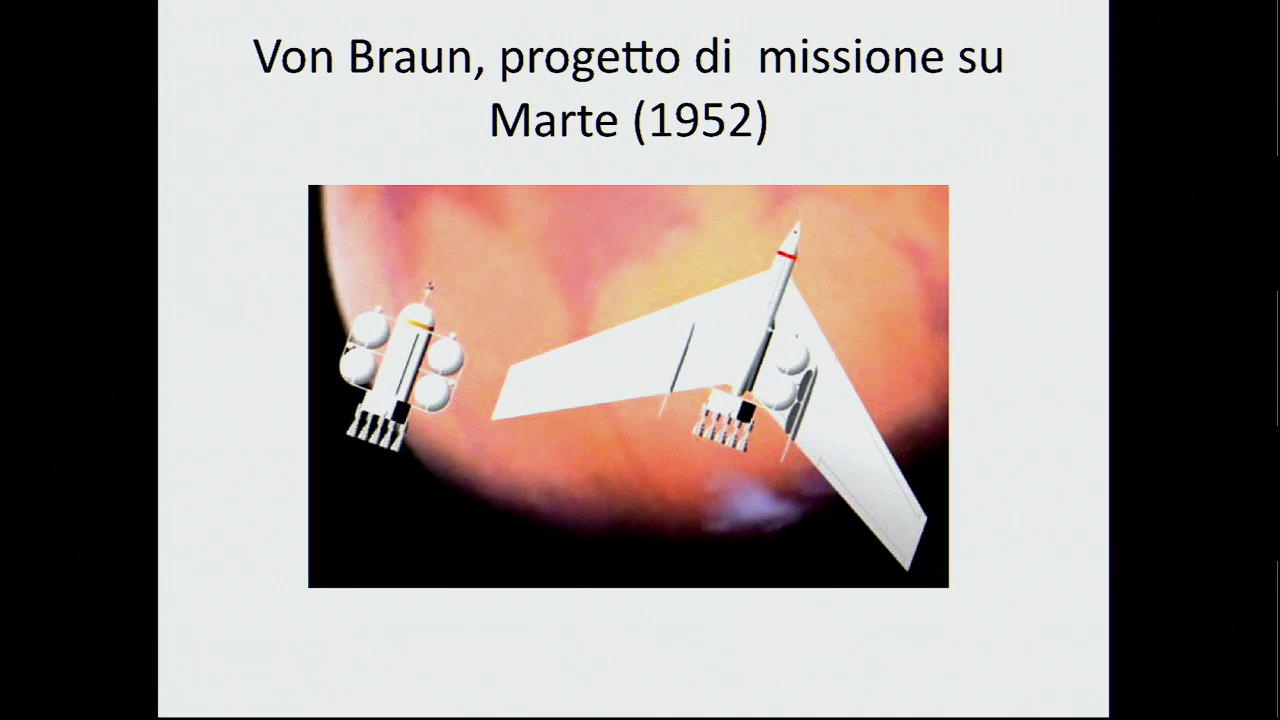 Von Braun, progetto di  missione su
Marte (1952)